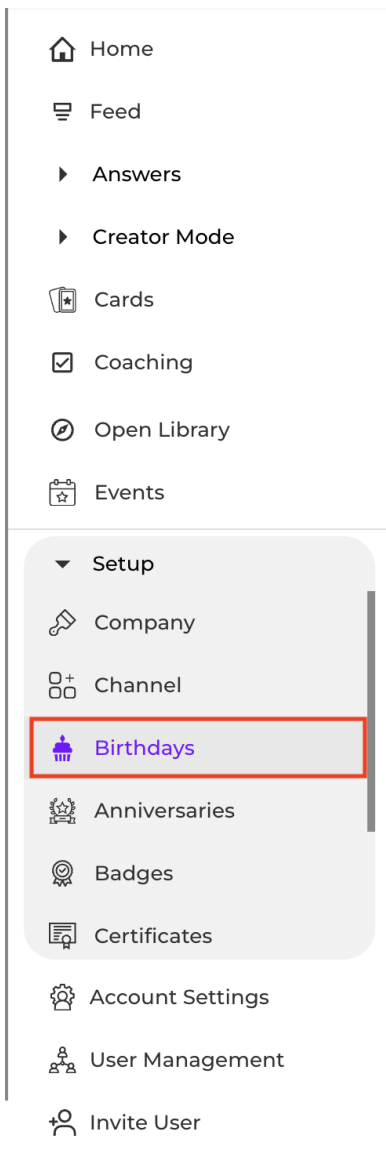 Home
Feed
Answers
Creator Mode
Cards
Coaching
Open Library
Events
Setup
Company
Channel
Birthdays
Anniversaries
Badges
Certificates
Account Settings
User Management
Invite User